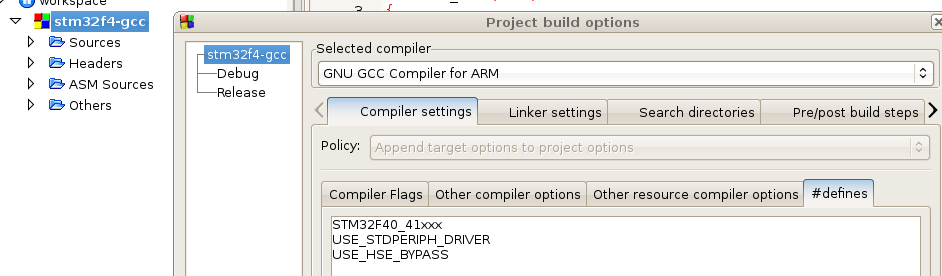 workspace
stm32f4-gcc
Sources
Headers
ASM Sources
Others
3 {
Project build options
stm32f4-gcc
Debug
Release
Selected compiler
GNU GCC Compiler for ARM
Compiler settings
Linker settings
Search directories
Pre/post build steps
Policy:
Append target options to project options
Compiler Flags
Other compiler options
Other resource compiler options
#defines
STM32F40_41xxx
USE_STDPERIPH_DRIVER
USE_HSE_BYPASS